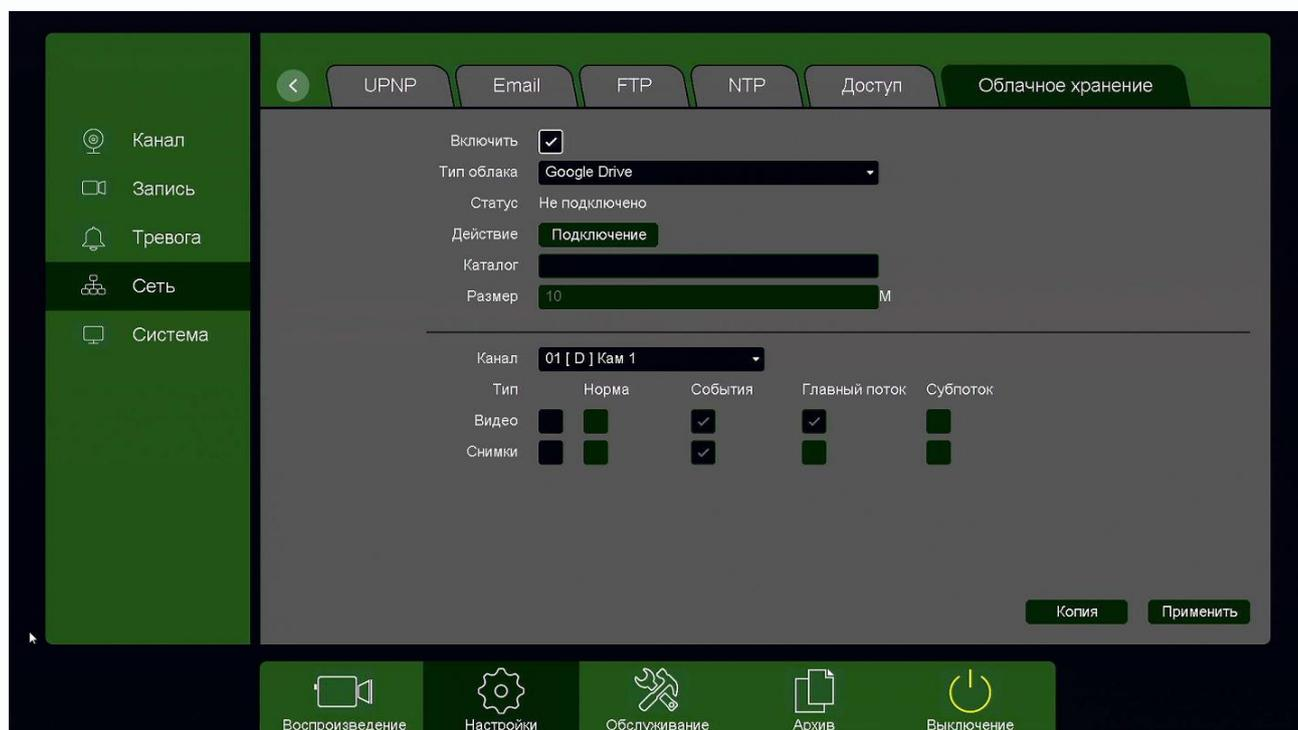 UPNP Email FTP NTP Доступ Облачное хранение
Канал
Запись
Тревога
Сеть
Система
Включить
Тип облака Google Drive
Статус Не подключено
Действие Подключение
Каталог
Размер 10 M
Канал 01 [ D ] Кам 1
Тип Норма События Главный поток Субпоток
Видео
Снимки
Копия Применить
Воспроизведение Настройки Обслуживание Архив Выключение